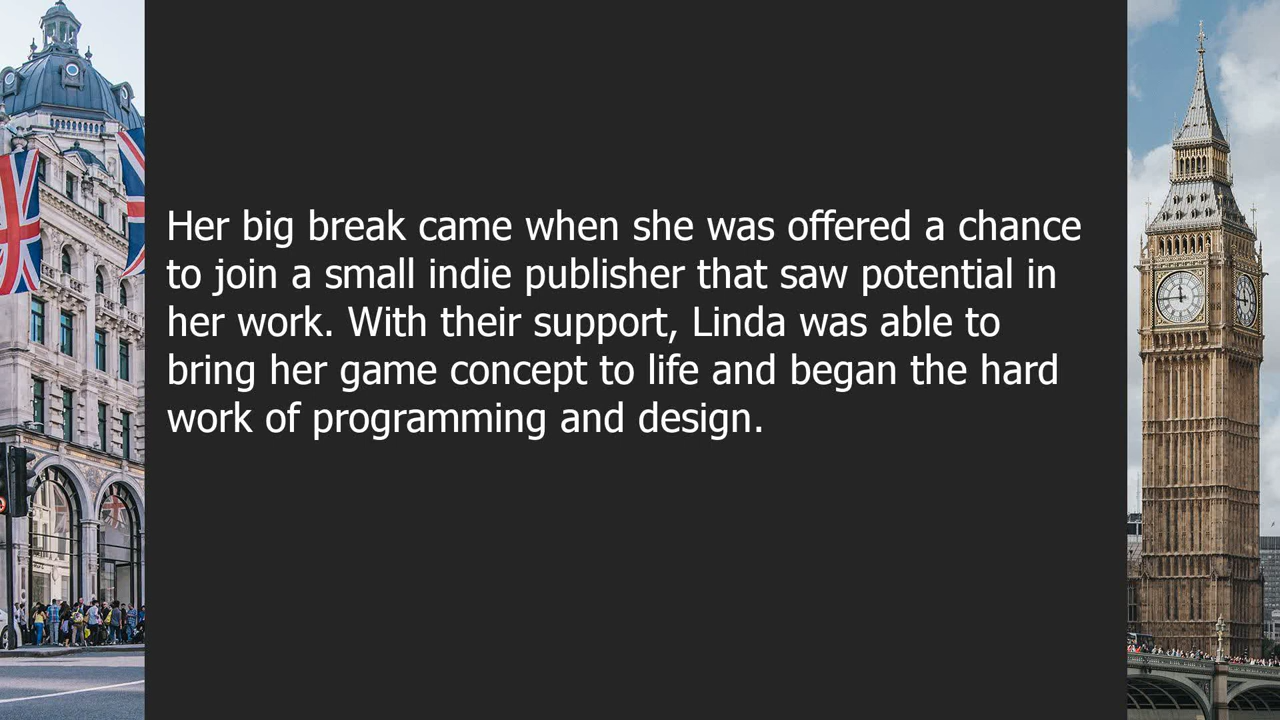 Her big break came when she was offered a chance
to join a small indie publisher that saw potential in
her work. With their support, Linda was able to
bring her game concept to life and began the hard
work of programming and design.